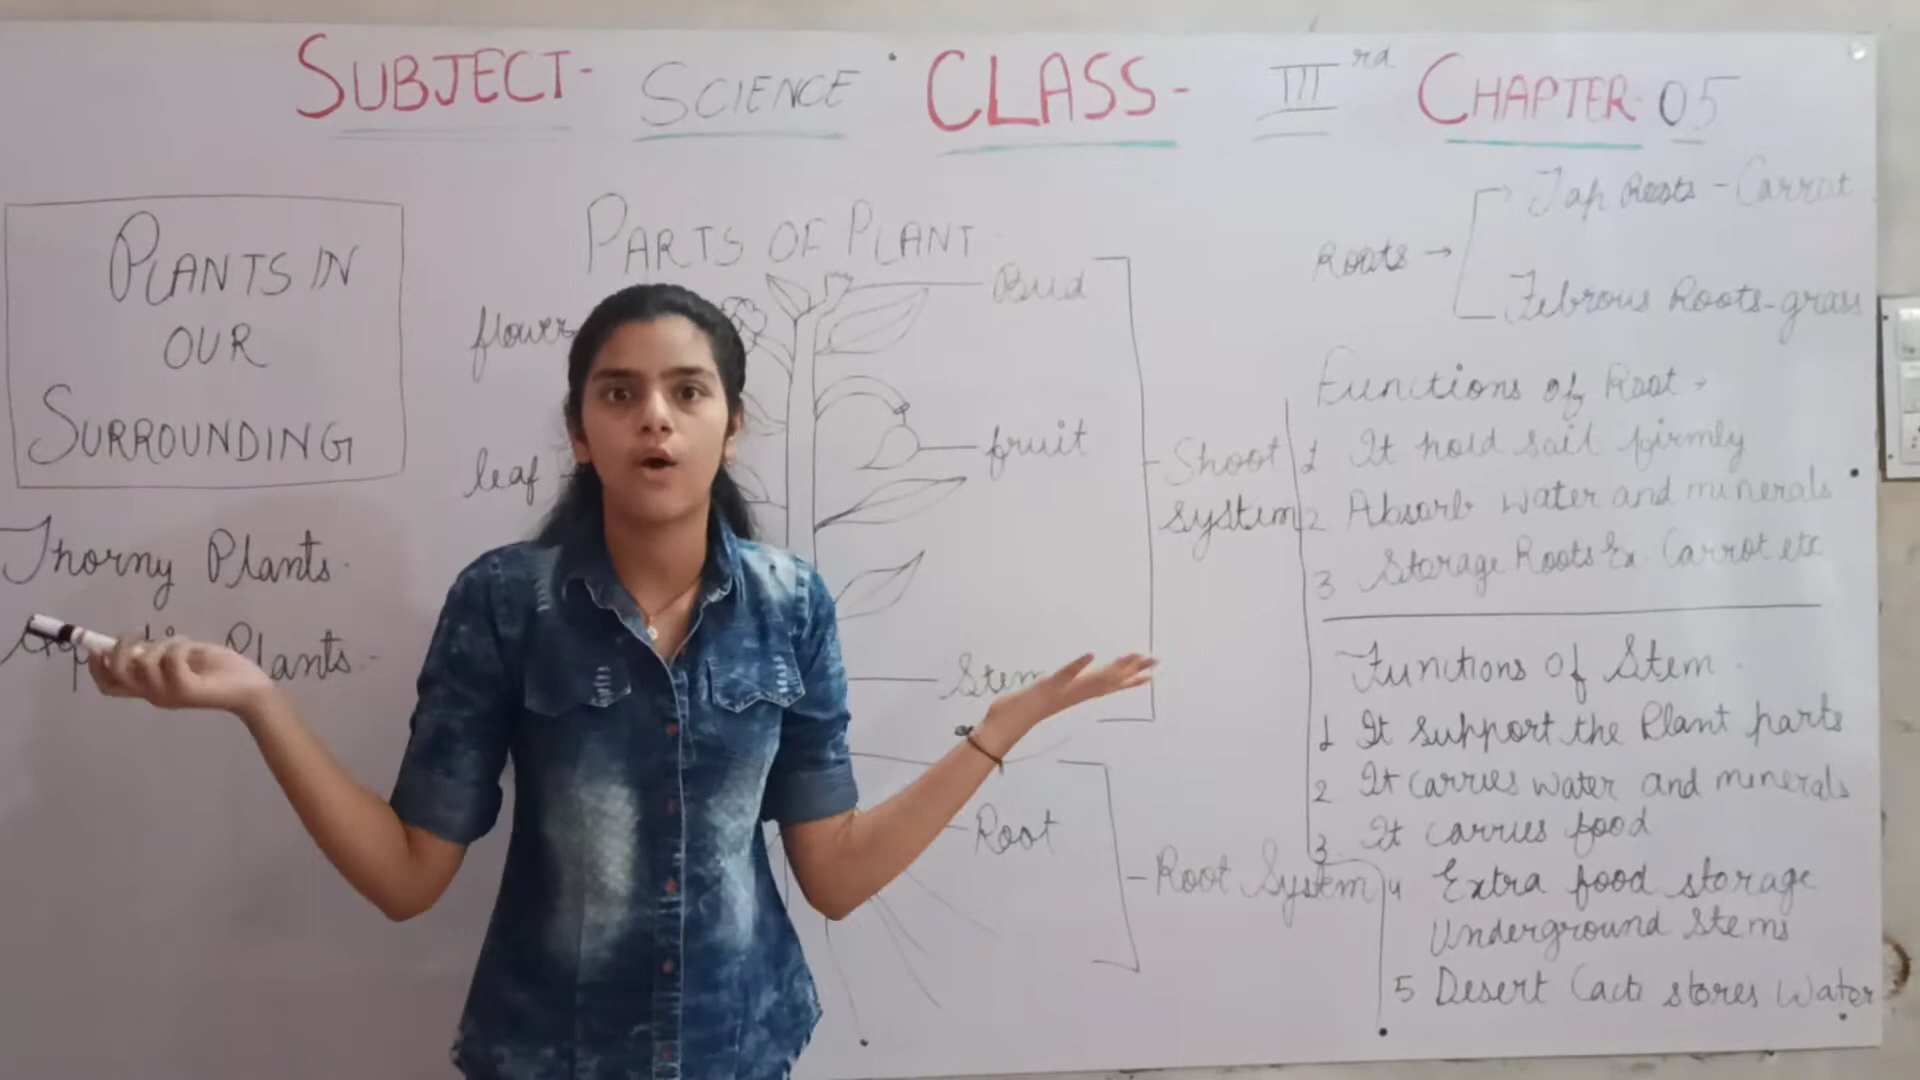 SUBJECT- SCIENCE CLASS- IIIrd CHAPTER-05
PLANTS IN
OUR
SURROUNDING
Thorny Plants.
Plants-
PARTS OF PLANT
flower
leaf
Bud
fruit
Stem
Root
Shoot
system
Root System
Roots →
Tap Roots - Carrot
Febrous Roots-grass
Functions of Root
1 It hold soil firmly
2 Absorb water and minerals
3 Storage Roots Ex. Carrot etc
Functions of Stem
1 It support the Plant parts
2 It carries water and minerals
3 It carries food
4 Extra food storage
Underground Stems
5 Desert Cacti stores Water